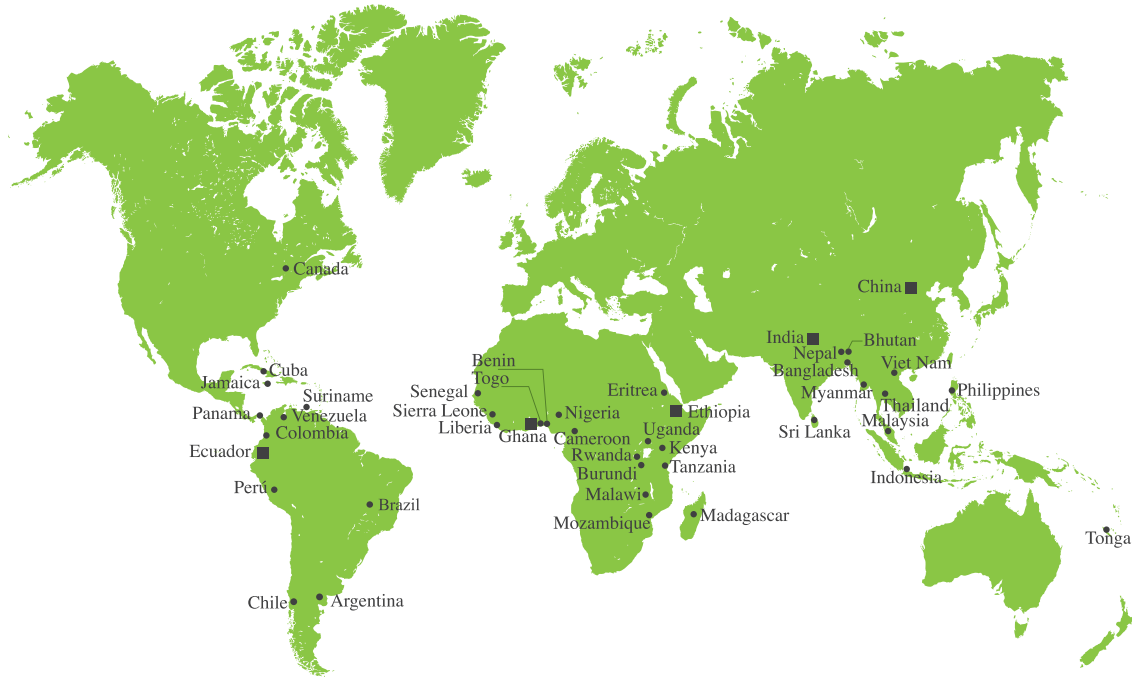 Canada
China
India
Bhutan
Nepal
Cuba
Bangladesh
Viet Nam
Benin
Togo
Jamaica
Suriname
Senegal
Eritrea
Myanmar
Philippines
Thailand
Panama
Venezuela
Sierra Leone
Nigeria
Ethiopia
Malaysia
Sri Lanka
Liberia
Ghana
Cameroon
Uganda
Colombia
Ecuador
Kenya
Rwanda
Tanzania
Burundi
Indonesia
Perú
Malawi
Brazil
Mozambique
Madagascar
Tonga
Chile
Argentina